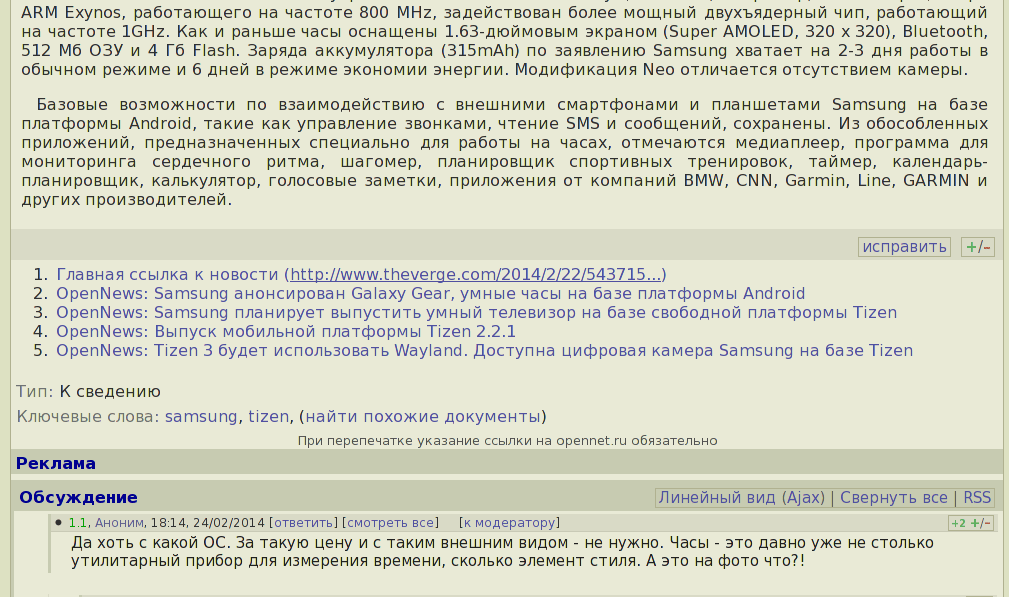 ARM Exynos, работающего на частоте 800 MHz, задействован более мощный двухъядерный чип, работающий
на частоте 1GHz. Как и раньше часы оснащены 1.63-дюймовым экраном (Super AMOLED, 320 x 320), Bluetooth,
512 Мб ОЗУ и 4 Гб Flash. Заряда аккумулятора (315mAh) по заявлению Samsung хватает на 2-3 дня работы в
обычном режиме и 6 дней в режиме экономии энергии. Модификация Neo отличается отсутствием камеры.
Базовые возможности по взаимодействию с внешними смартфонами и планшетами Samsung на базе
платформы Android, такие как управление звонками, чтение SMS и сообщений, сохранены. Из обособленных
приложений, предназначенных специально для работы на часах, отмечаются медиаплеер, программа для
мониторинга сердечного ритма, шагомер, планировщик спортивных тренировок, таймер, календарь-
планировщик, калькулятор, голосовые заметки, приложения от компаний BMW, CNN, Garmin, Line, GARMIN и
других производителей.
исправить +/–
1. Главная ссылка к новости (http://www.theverge.com/2014/2/22/543715...)
2. OpenNews: Samsung анонсирован Galaxy Gear, умные часы на базе платформы Android
3. OpenNews: Samsung планирует выпустить умный телевизор на базе свободной платформы Tizen
4. OpenNews: Выпуск мобильной платформы Tizen 2.2.1
5. OpenNews: Tizen 3 будет использовать Wayland. Доступна цифровая камера Samsung на базе Tizen
Тип: К сведению
Ключевые слова: samsung, tizen, (найти похожие документы)
При перепечатке указание ссылки на opennet.ru обязательно
Реклама
Обсуждение Линейный вид (Ajax) | Свернуть все | RSS
• 1.1, Аноним, 18:14, 24/02/2014 [ответить] [смотреть все] [к модератору] +2 +/–
Да хоть с какой ОС. За такую цену и с таким внешним видом - не нужно. Часы - это давно уже не столько
утилитарный прибор для измерения времени, сколько элемент стиля. А это на фото что?!